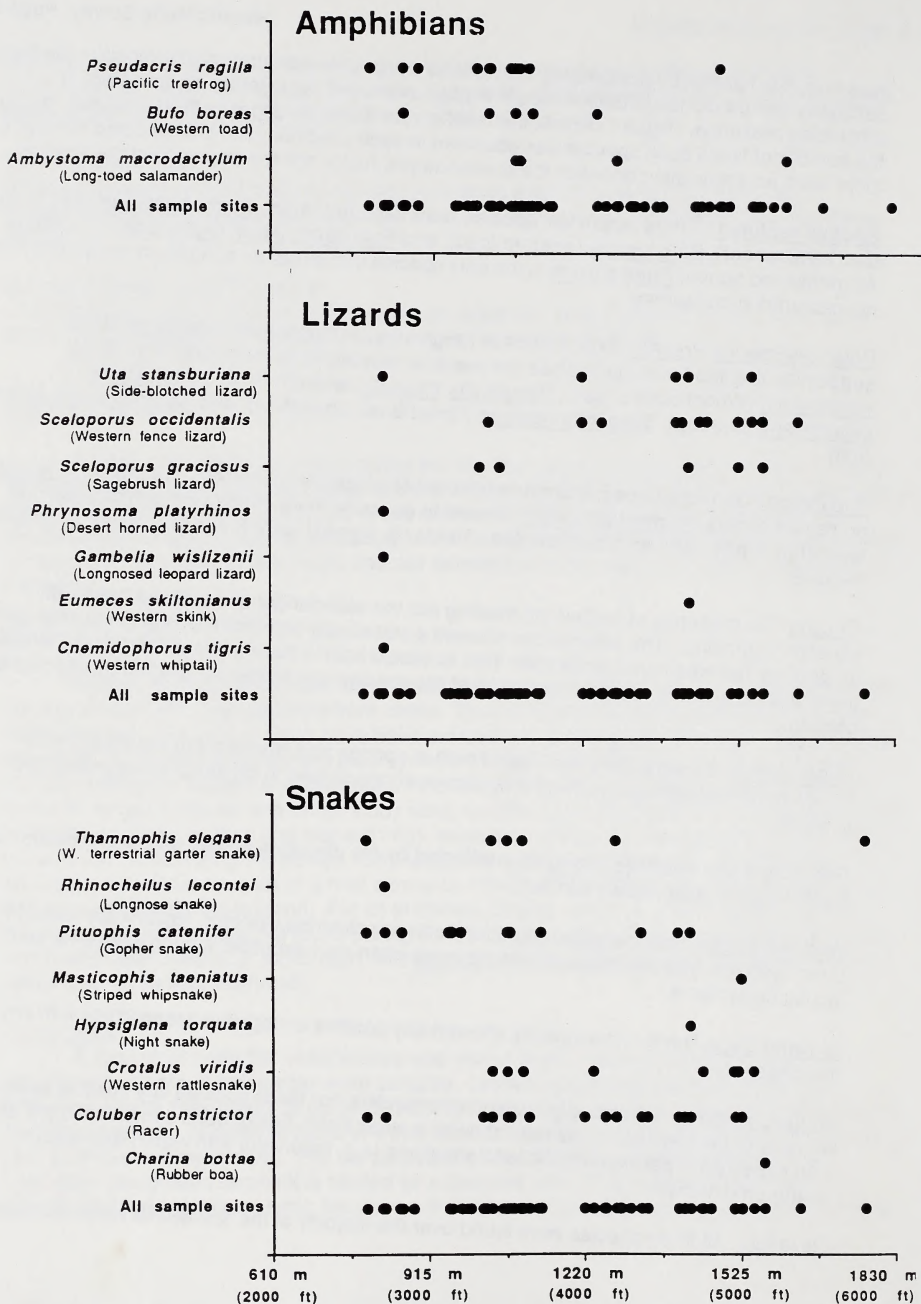 Amphibians
Pseudacris regilla
(Pacific treefrog)
Bufo boreas
(Western toad)
Ambystoma macrodactylum
(Long-toed salamander)
All sample sites
Lizards
Uta stansburiana
(Side-blotched lizard)
Sceloporus occidentalis
(Western fence lizard)
Sceloporus graciosus
(Sagebrush lizard)
Phrynosoma platyrhinos
(Desert horned lizard)
Gambelia wislizenii
(Longnosed leopard lizard)
Eumeces skiltonianus
(Western skink)
Cnemidophorus tigris
(Western whiptail)
All sample sites
Snakes
Thamnophis elegans
(W. terrestrial garter snake)
Rhinocheilus lecontei
(Longnose snake)
Pituophis catenifer
(Gopher snake)
Masticophis taeniatus
(Striped whipsnake)
Hypsiglena torquata
(Night snake)
Crotalus viridis
(Western rattlesnake)
Coluber constrictor
(Racer)
Charina bottae
(Rubber boa)
All sample sites
610 m 915 m 1220 m 1525 m 1830 m
(2000 ft) (3000 ft) (4000 ft) (5000 ft) (6000 ft)